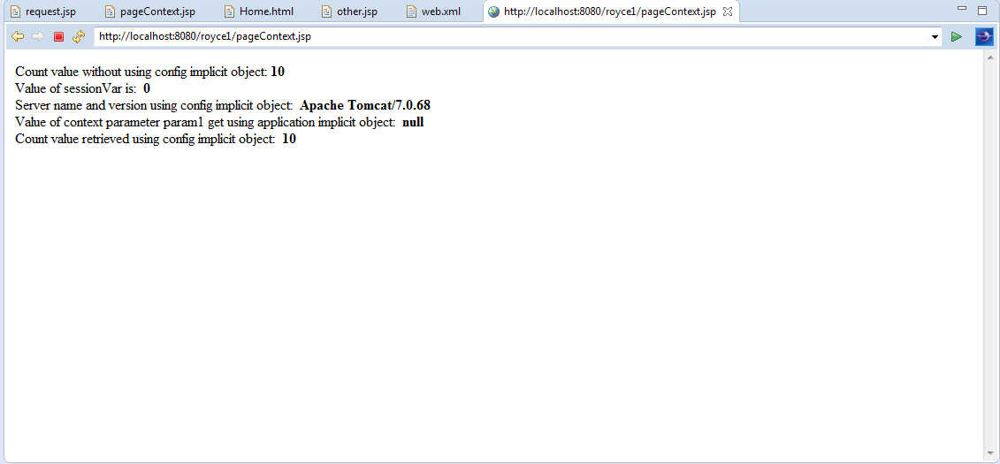 request.jsp pageContext.jsp Home.html other.jsp web.xml http://localhost:8080/royce1/pageContext.jsp
http://localhost:8080/royce1/pageContext.jsp
Count value without using config implicit object: 10
Value of sessionVar is: 0
Server name and version using config implicit object: Apache Tomcat/7.0.68
Value of context parameter param1 get using application implicit object: null
Count value retrieved using config implicit object: 10